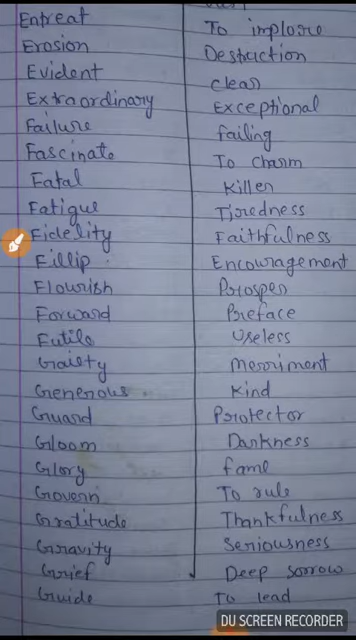 Entreat To implore
Erosion Destruction
Evident clear
Extraordinary Exceptional
Failure failing
Fascinate To charm
Fatal Killer
Fatigue Tiredness
Fidelity Faithfulness
Fillip Encouragement
Flourish Prosper
Forward Preface
Futile Useless
Gaiety Merriment
Generous Kind
Guard Protector
Gloom Darkness
Glory fame
Govern To rule
Gratitude Thankfulness
Gravity Seriousness
Grief Deep sorrow
Guide To lead
DU SCREEN RECORDER